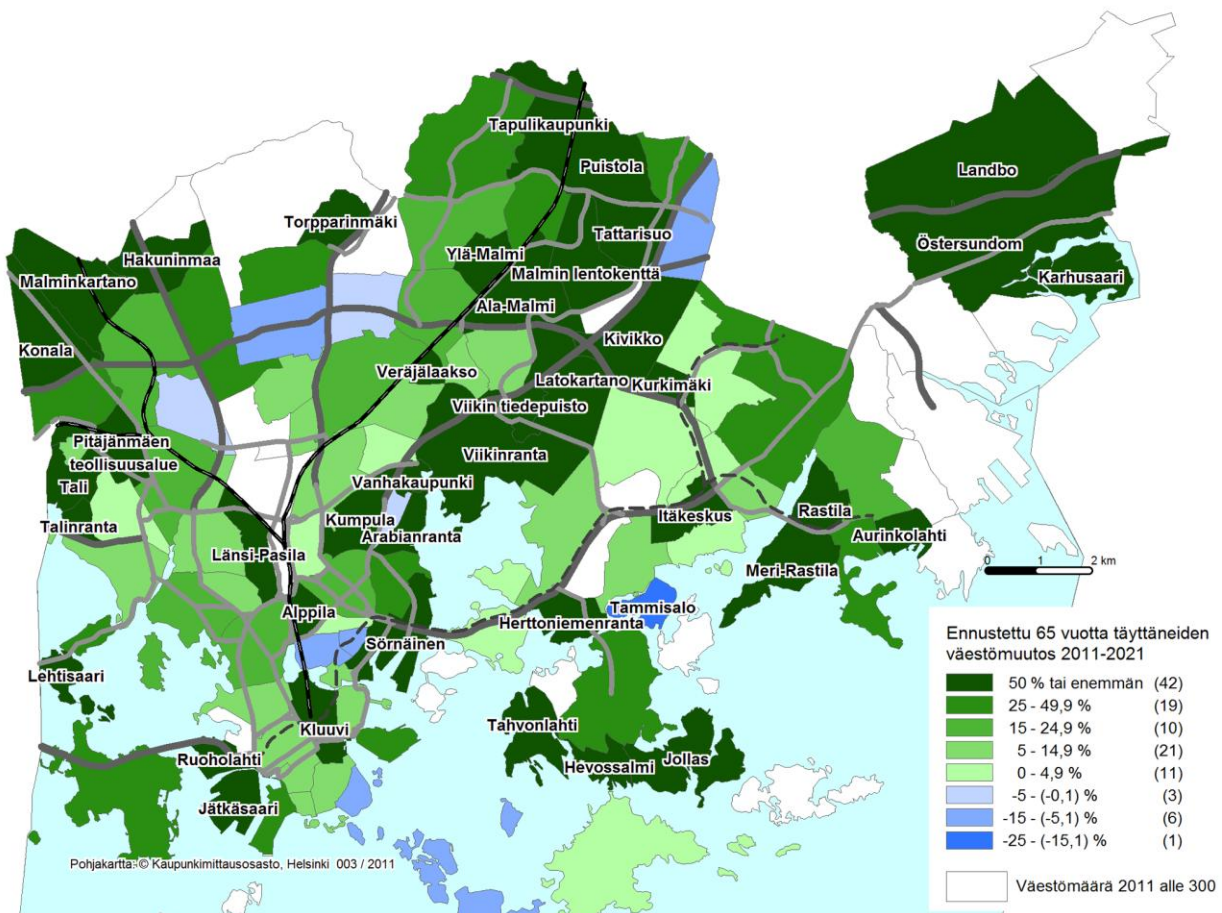 Tapulikaupunki
Puistola
Landbo
Torpparinmäki
Tattarisuo
Östersundom
Hakuninmaa
Ylä-Malmi
Malmin lentokenttä
Karhusaari
Malminkartano
Ala-Malmi
Kivikko
Konala
Veräjälaakso
Latokartano
Kurkimäki
Viikin tiedepuisto
Pitäjänmäen
teollisuusalue
Viikinranta
Tali
Vanhakaupunki
Talinranta
Kumpula
Itäkeskus
Rastila
Arabianranta
Aurinkolahti
Länsi-Pasila
Meri-Rastila
0 1 2 km
Alppila
Tammisalo
Herttoniemenranta
Sörnäinen
Lehtisaari
Kluuvi
Tahvonlahti
Ruoholahti
Hevossalmi
Jollas
Jätkäsaari
Pohjakartta: © Kaupunkimittausosasto, Helsinki 003 / 2011
Ennustettu 65 vuotta täyttäneiden
väestömuutos 2011-2021
50 % tai enemmän (42)
25 - 49,9 % (19)
15 - 24,9 % (10)
5 - 14,9 % (21)
0 - 4,9 % (11)
-5 - (-0,1) % (3)
-15 - (-5,1) % (6)
-25 - (-15,1) % (1)
Väestömäärä 2011 alle 300